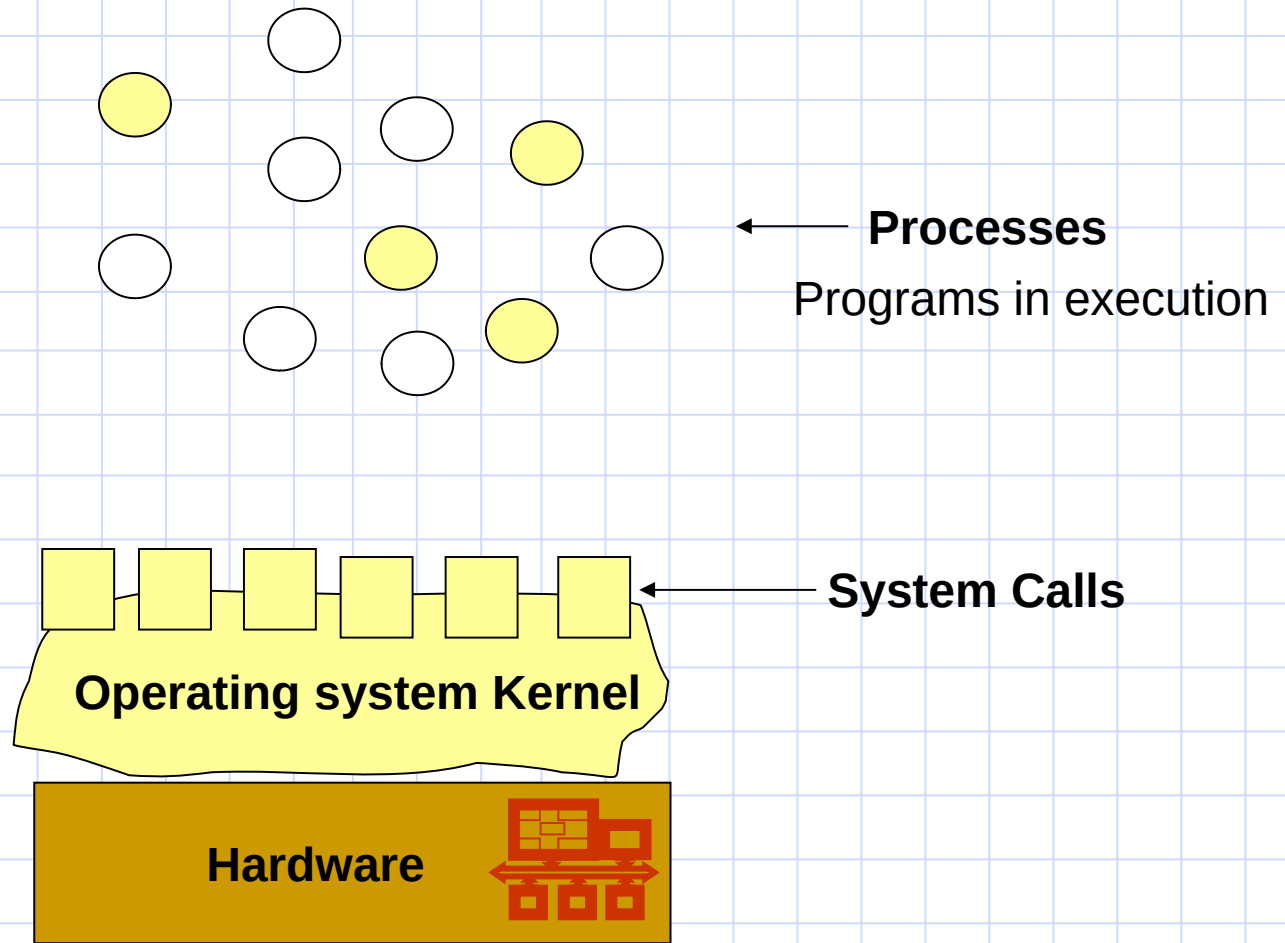 Processes
Programs in execution
System Calls
Operating system Kernel
Hardware